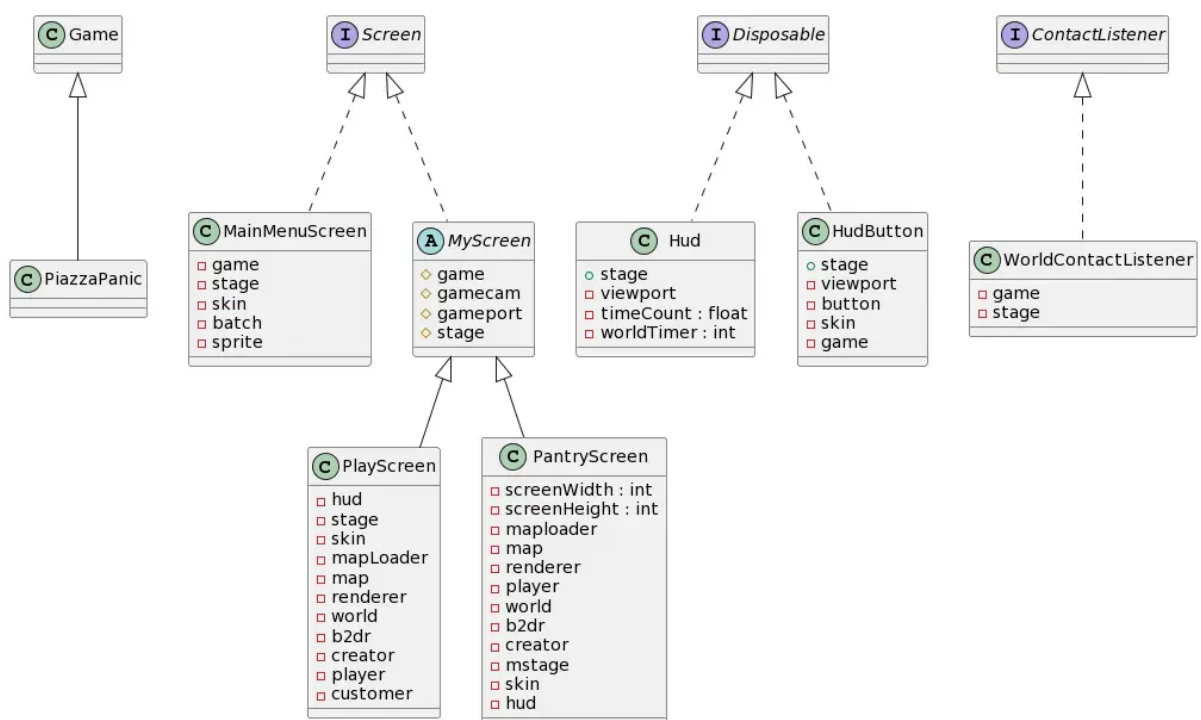 C Game
I Screen
I Disposable
I ContactListener
C MainMenuScreen
game
stage
skin
batch
sprite
A MyScreen
game
gamecam
gameport
stage
C Hud
stage
viewport
timeCount : float
worldTimer : int
C HudButton
stage
viewport
button
skin
game
C WorldContactListener
game
stage
C PiazzaPanic
C PlayScreen
hud
stage
skin
mapLoader
map
renderer
world
b2dr
creator
player
customer
C PantryScreen
screenWidth : int
screenHeight : int
maploader
map
renderer
player
world
b2dr
creator
mstage
skin
hud